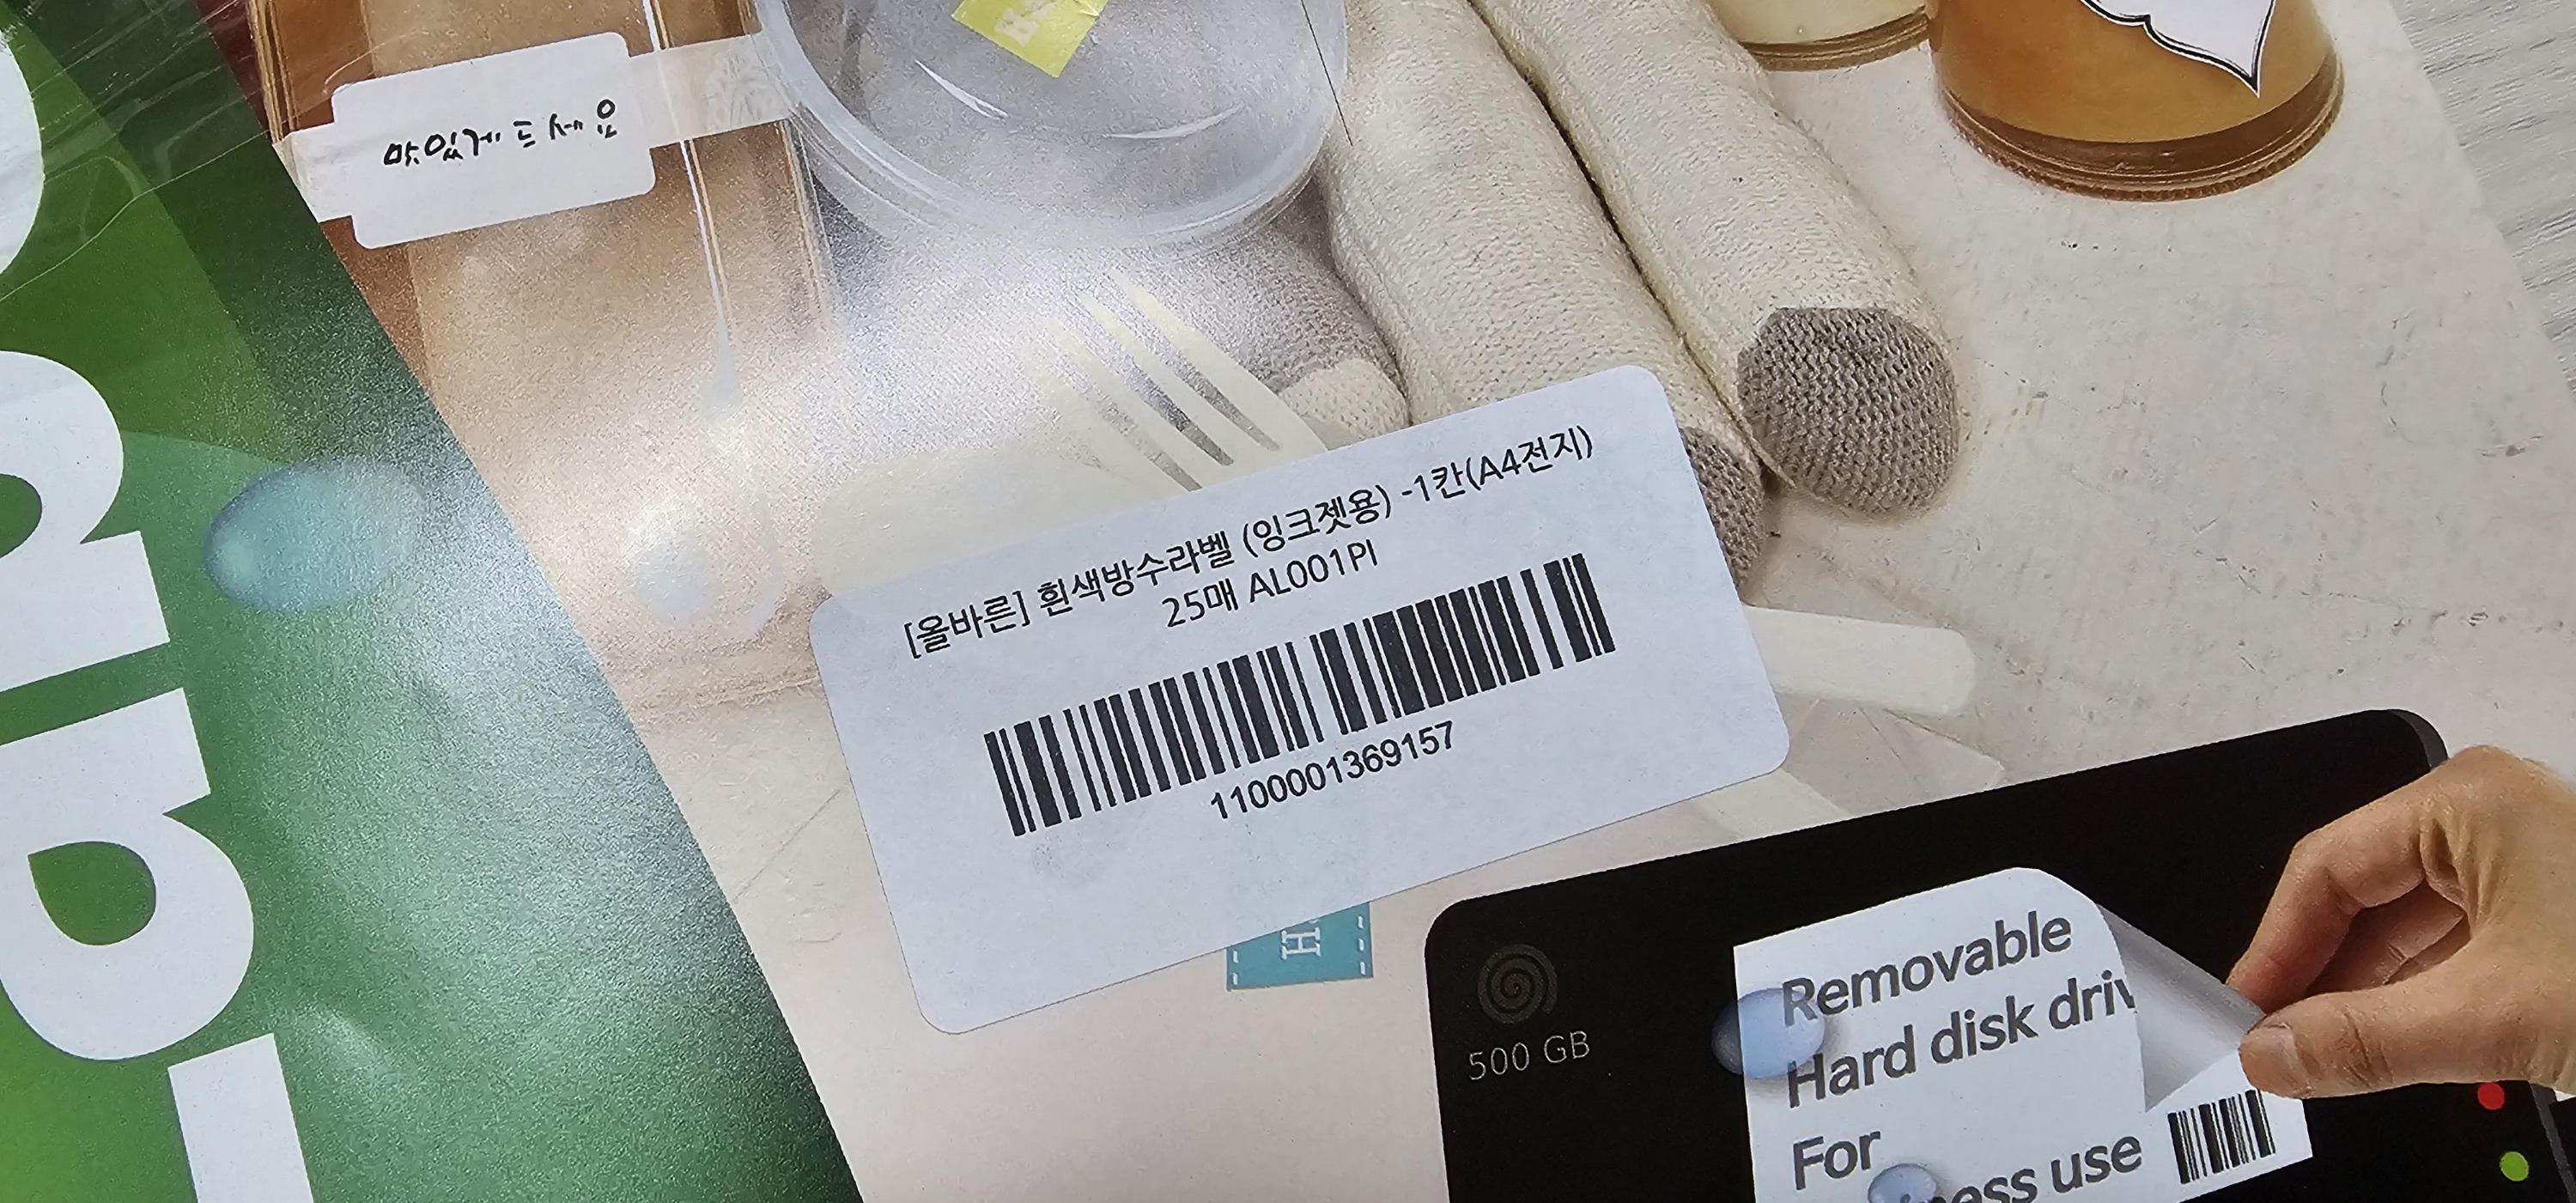 맛있게드세요
[올바른] 흰색방수라벨 (잉크젯용) -1칸(A4전지)
25매 AL001PI
1100001369157
500 GB
Removable
Hard disk driv
For
use